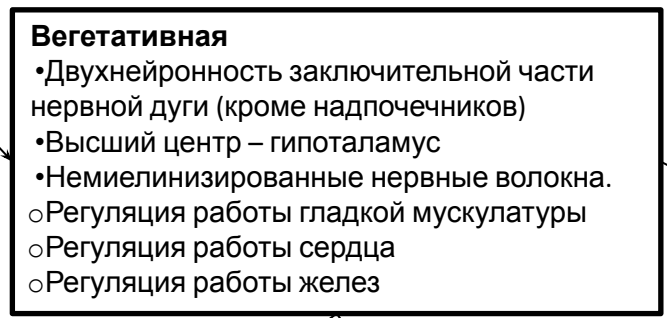 Вегетативная
•Двухнейронность заключительной части
нервной дуги (кроме надпочечников)
•Высший центр – гипоталамус
•Немиелинизированные нервные волокна.
oРегуляция работы гладкой мускулатуры
oРегуляция работы сердца
oРегуляция работы желез